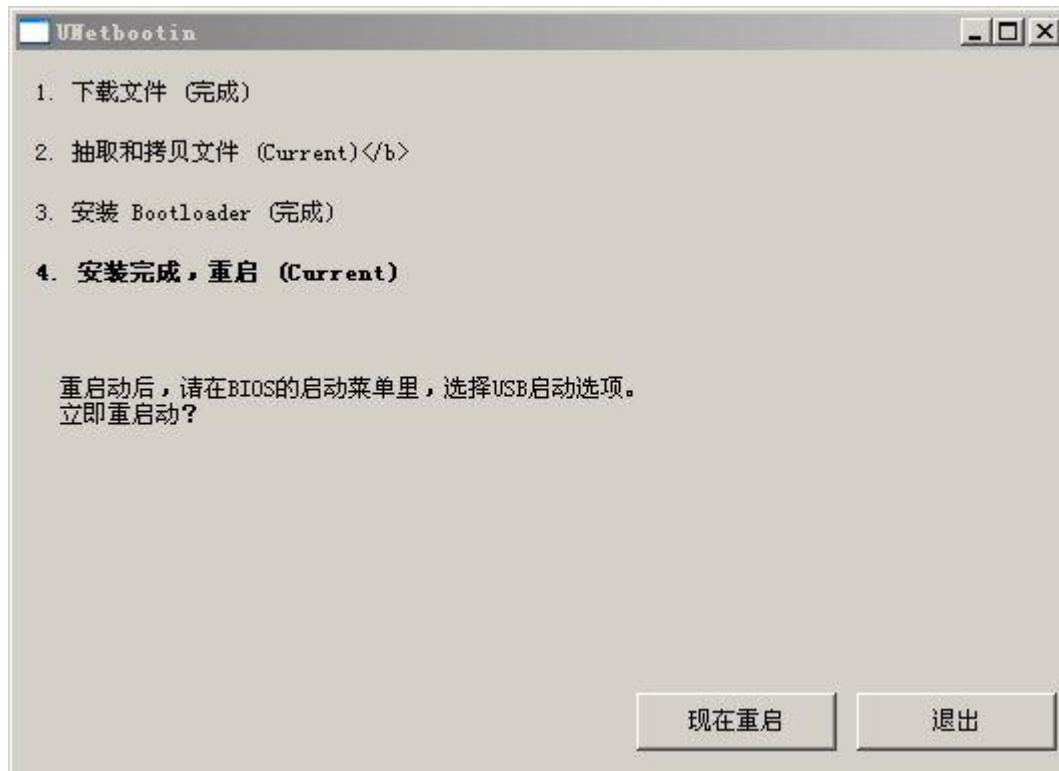 UNetbootin
1. 下载文件 (完成)
2. 抽取和拷贝文件 (Current)</b>
3. 安装 Bootloader (完成)
4. 安装完成，重启 (Current)
重启动后，请在BIOS的启动菜单里，选择USB启动选项。
立即重启动？
现在重启
退出